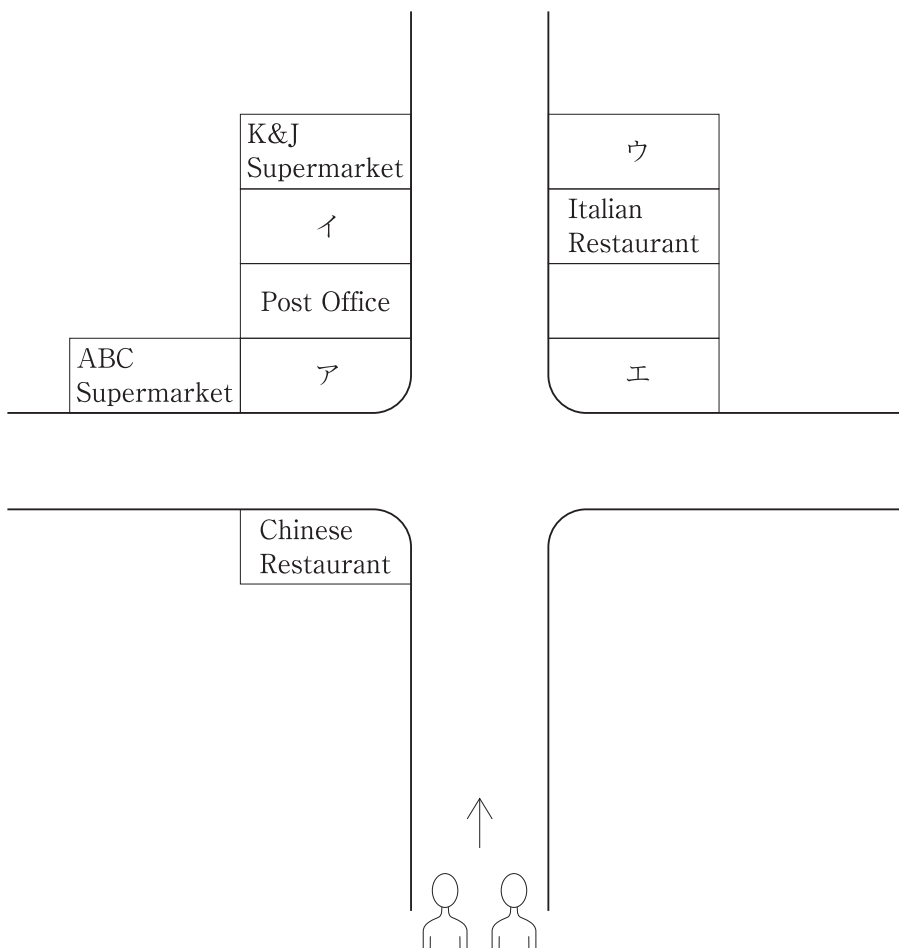 K&J
Supermarket
ウ
イ
Italian
Restaurant
Post Office
ABC
Supermarket
ア
エ
Chinese
Restaurant